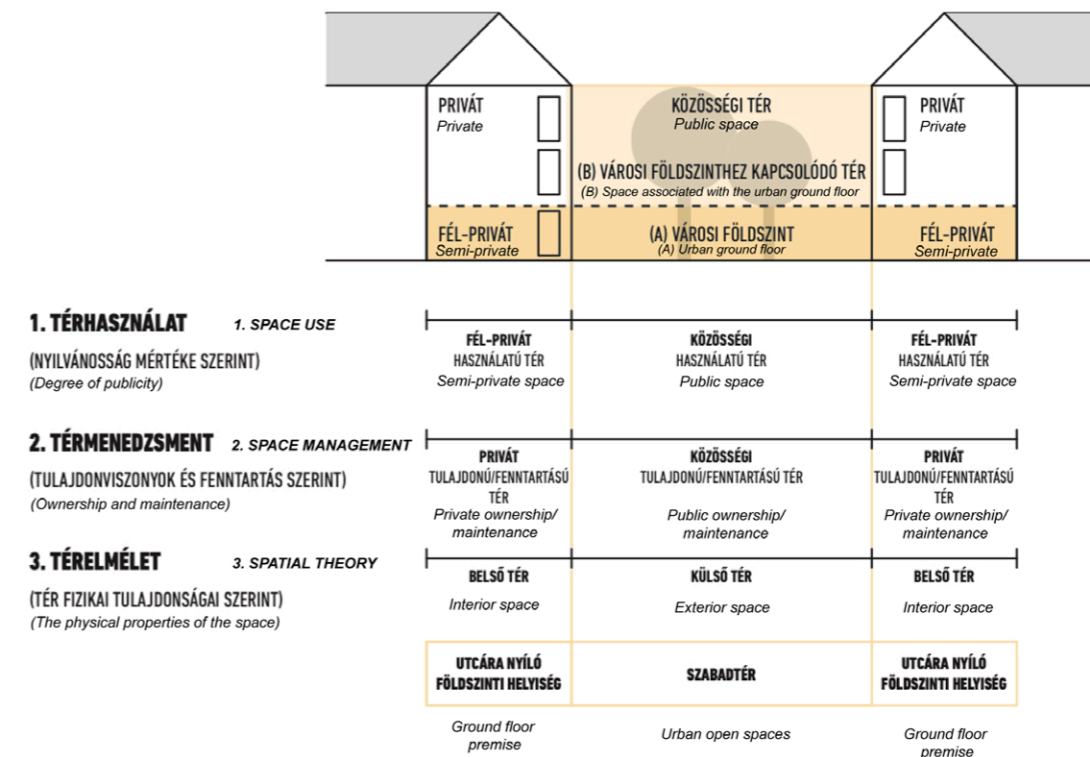 PRIVÁT
Private
KÖZÖSSÉGI TÉR
Public space
PRIVÁT
Private
(B) VÁROSI FÖLDSZINTHEZ KAPCSOLÓDÓ TÉR
(B) Space associated with the urban ground floor
FÉL-PRIVÁT
Semi-private
(A) VÁROSI FÖLDSZINT
(A) Urban ground floor
FÉL-PRIVÁT
Semi-private
1. TÉRHASZNÁLAT 1. SPACE USE
(NYILVÁNOSSÁG MÉRTÉKE SZERINT)
(Degree of publicity)
FÉL-PRIVÁT
HASZNÁLATÚ TÉR
Semi-private space
KÖZÖSSÉGI
HASZNÁLATÚ TÉR
Public space
FÉL-PRIVÁT
HASZNÁLATÚ TÉR
Semi-private space
2. TÉRMENEDZSMENT 2. SPACE MANAGEMENT
(TULAJDONVISZONYOK ÉS FENNTARTÁS SZERINT)
(Ownership and maintenance)
PRIVÁT
TULAJDONÚ/FENNTARTÁSÚ
TÉR
Private ownership/
maintenance
KÖZÖSSÉGI
TULAJDONÚ/FENNTARTÁSÚ TÉR
Public ownership/
maintenance
PRIVÁT
TULAJDONÚ/FENNTARTÁSÚ
TÉR
Private ownership/
maintenance
3. TÉRELMÉLET 3. SPATIAL THEORY
(TÉR FIZIKAI TULAJDONSÁGAI SZERINT)
(The physical properties of the space)
BELSŐ TÉR
Interior space
KÜLSŐ TÉR
Exterior space
BELSŐ TÉR
Interior space
UTCÁRA NYÍLÓ
FÖLDSZINTI HELYISÉG
SZABADTÉR
UTCÁRA NYÍLÓ
FÖLDSZINTI HELYISÉG
Ground floor
premise
Urban open spaces
Ground floor
premise